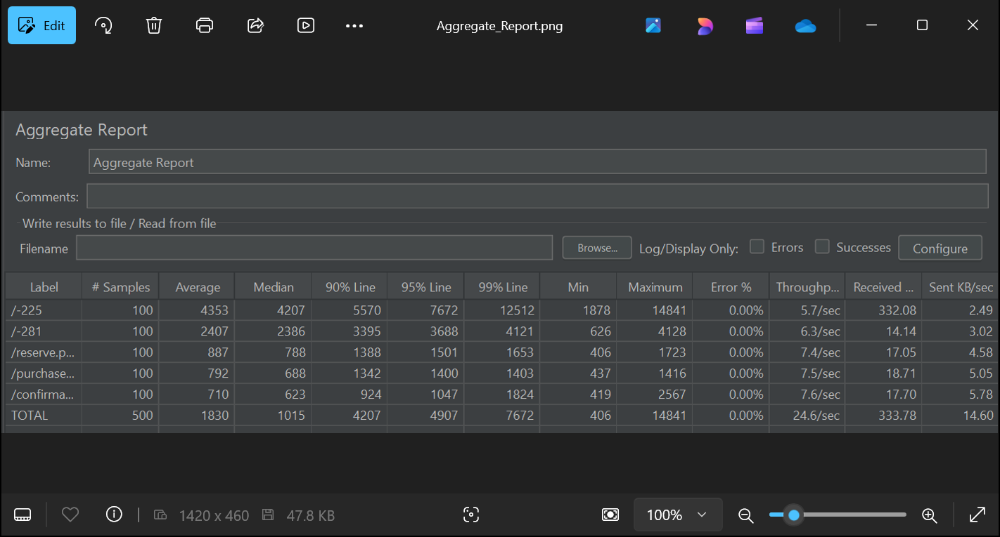 Edit Aggregate_Report.png
Aggregate Report
Name: Aggregate Report
Comments:
Write results to file / Read from file
Filename Browse... Log/Display Only: Errors Successes Configure
Label # Samples Average Median 90% Line 95% Line 99% Line Min Maximum Error % Throughp... Received ... Sent KB/sec
/-225 100 4353 4207 5570 7672 12512 1878 14841 0.00% 5.7/sec 332.08 2.49
/-281 100 2407 2386 3395 3688 4121 626 4128 0.00% 6.3/sec 14.14 3.02
/reserve.p... 100 887 788 1388 1501 1653 406 1723 0.00% 7.4/sec 17.05 4.58
/purchase... 100 792 688 1342 1400 1403 437 1416 0.00% 7.5/sec 18.71 5.05
/confirma... 100 710 623 924 1047 1824 419 2567 0.00% 7.6/sec 17.70 5.78
TOTAL 500 1830 1015 4207 4907 7672 406 14841 0.00% 24.6/sec 333.78 14.60
1420 x 460 47.8 KB 100%